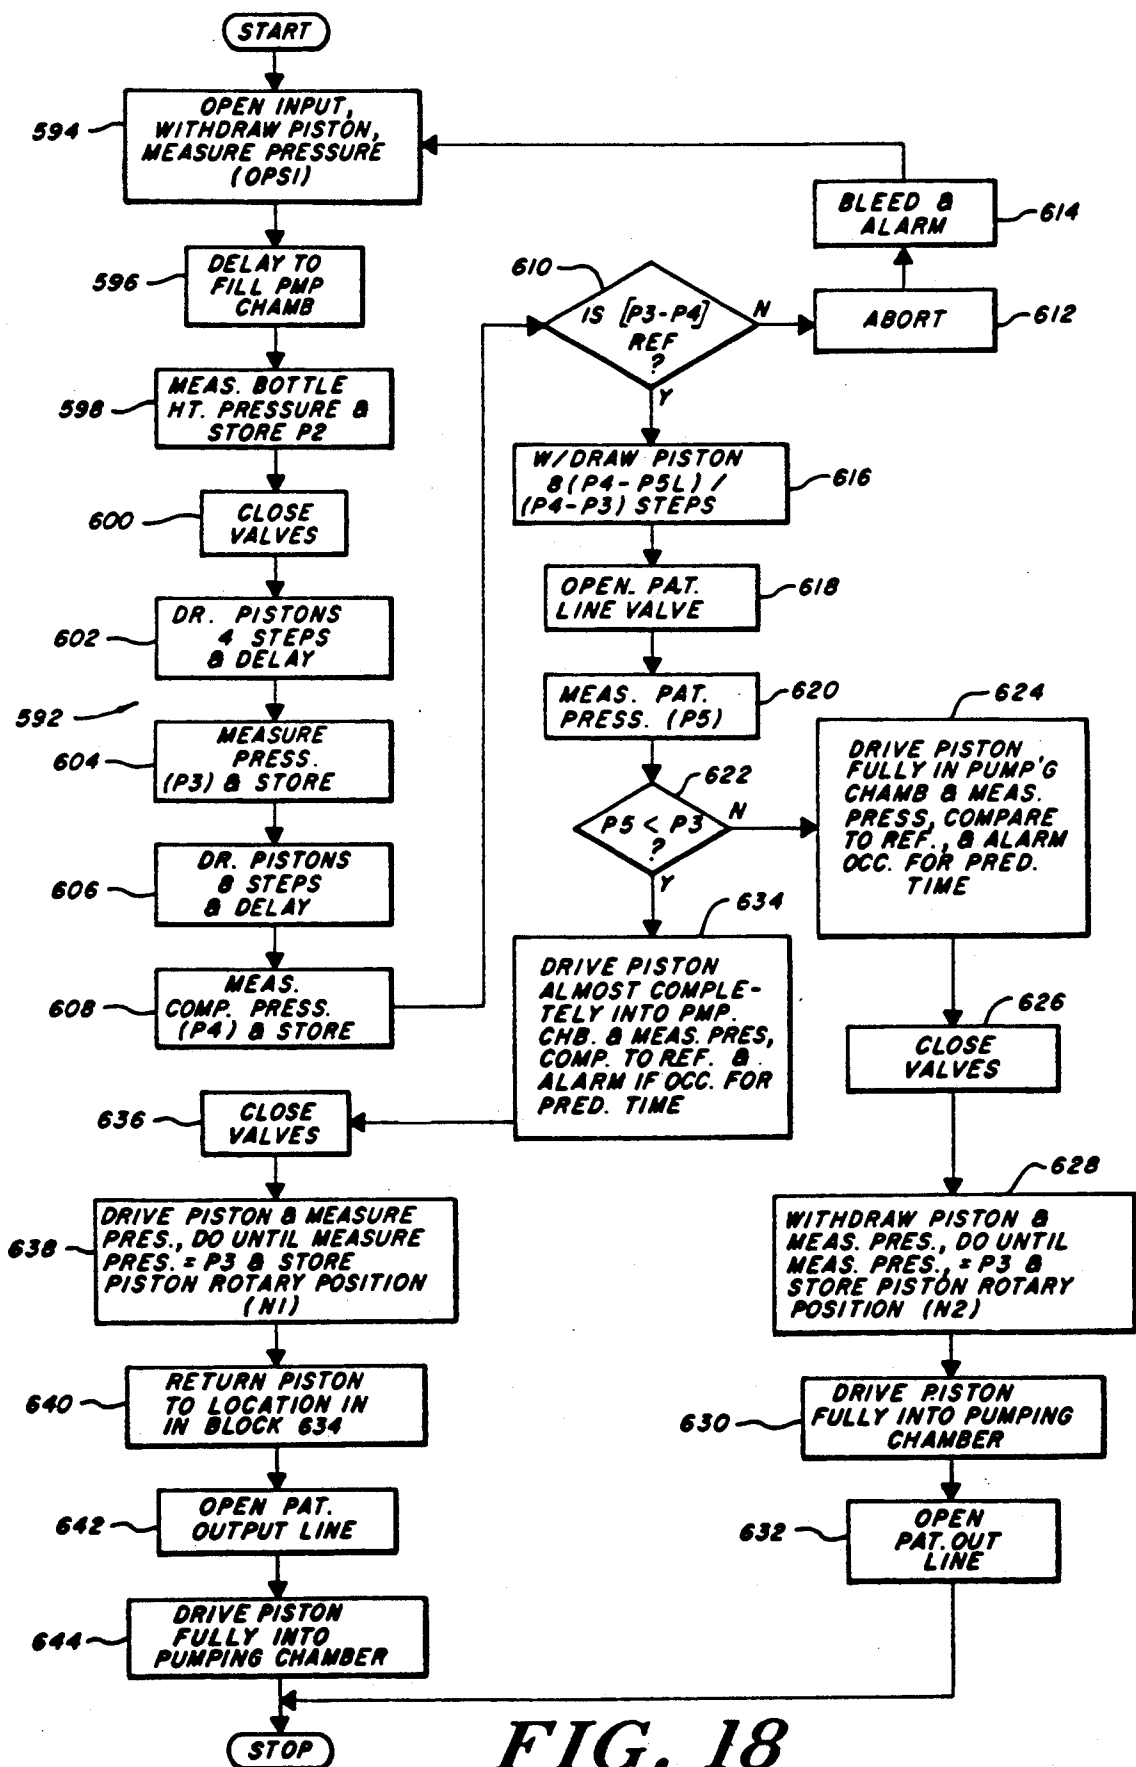 START
594
OPEN INPUT,
WITHDRAW PISTON,
MEASURE PRESSURE
(OPSI)
596
DELAY TO
FILL PMP
CHAMB
598
MEAS. BOTTLE
HT. PRESSURE &
STORE P2
600
CLOSE
VALVES
602
DR. PISTONS
4 STEPS
& DELAY
592
604
MEASURE
PRESS.
(P3) & STORE
606
DR. PISTONS
8 STEPS
& DELAY
608
MEAS.
COMP. PRESS.
(P4) & STORE
610
IS [P3-P4]
REF
?
N
Y
ABORT
612
BLEED &
ALARM
614
W/DRAW PISTON
8(P4-P5L)/
(P4-P3) STEPS
616
OPEN. PAT.
LINE VALVE
618
MEAS. PAT.
PRESS. (P5)
620
622
P5 < P3
?
N
Y
624
DRIVE PISTON
FULLY IN PUMP'G
CHAMB & MEAS.
PRESS, COMPARE
TO REF., & ALARM
OCC. FOR PRED.
TIME
626
CLOSE
VALVES
628
WITHDRAW PISTON &
MEAS. PRES., DO UNTIL
MEAS. PRES., = P3 &
STORE PISTON ROTARY
POSITION (N2)
630
DRIVE PISTON
FULLY INTO PUMPING
CHAMBER
632
OPEN
PAT. OUT
LINE
634
DRIVE PISTON
ALMOST COMPLE-
TELY INTO PMP.
CHB. & MEAS. PRES,
COMP. TO REF. &
ALARM IF OCC. FOR
PRED. TIME
636
CLOSE
VALVES
638
DRIVE PISTON & MEASURE
PRES., DO UNTIL MEASURE
PRES. = P3 & STORE
PISTON ROTARY POSITION
(N1)
640
RETURN PISTON
TO LOCATION IN
IN BLOCK 634
642
OPEN PAT.
OUTPUT LINE
644
DRIVE PISTON
FULLY INTO
PUMPING CHAMBER
STOP
FIG. 18